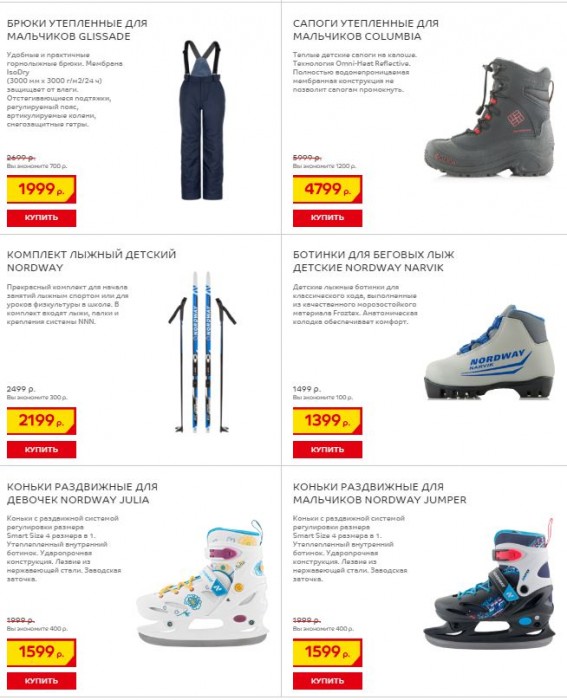 БРЮКИ УТЕПЛЕННЫЕ ДЛЯ
МАЛЬЧИКОВ GLISSADE
Удобные и практичные
горнолыжные брюки. Мембрана
IsoDry
(3000 мм х 3000 г/м2/24 ч)
защищает от влаги.
Отстегивающиеся подтяжки,
регулируемый пояс,
артикулируемые колени,
снегозащитные гетры.
2699 р.
Вы экономите 700 р.
1999 р.
КУПИТЬ
САПОГИ УТЕПЛЕННЫЕ ДЛЯ
МАЛЬЧИКОВ COLUMBIA
Теплые детские сапоги на калоше.
Технология Omni-Heat Reflective.
Полностью водонепроницаемая
мембранная конструкция не
позволит сапогам промокнуть.
5999 р.
Вы экономите 1200 р.
4799 р.
КУПИТЬ
КОМПЛЕКТ ЛЫЖНЫЙ ДЕТСКИЙ
NORDWAY
Прекрасный комплект для начала
занятий лыжным спортом или для
уроков физкультуры в школе. В
комплект входят лыжи, палки и
крепления системы NNN.
2499 р.
Вы экономите 300 р.
2199 р.
КУПИТЬ
NORDWAY
БОТИНКИ ДЛЯ БЕГОВЫХ ЛЫЖ
ДЕТСКИЕ NORDWAY NARVIK
Детские лыжные ботинки для
классического хода, выполненные
из качественного морозостойкого
материала Froztex. Анатомическая
колодка обеспечивает комфорт.
1499 р.
Вы экономите 100 р.
1399 р.
КУПИТЬ
NORDWAY
NARVIK
КОНЬКИ РАЗДВИЖНЫЕ ДЛЯ
ДЕВОЧЕК NORDWAY JULIA
Коньки с раздвижной системой
регулировки размера
Smart Size 4 размера в 1.
Утеплепленный внутренний
ботинок. Ударопрочная
конструкция. Лезвие из
нержавеющей стали. Заводская
заточка.
1999 р.
Вы экономите 400 р.
1599 р.
КУПИТЬ
КОНЬКИ РАЗДВИЖНЫЕ ДЛЯ
МАЛЬЧИКОВ NORDWAY JUMPER
Коньки с раздвижной системой
регулировки размера
Smart Size 4 размера в 1.
Утеплепленный внутренний
ботинок. Ударопрочная
конструкция. Лезвие из
нержавеющей стали. Заводская
заточка.
1999 р.
Вы экономите 400 р.
1599 р.
КУПИТЬ